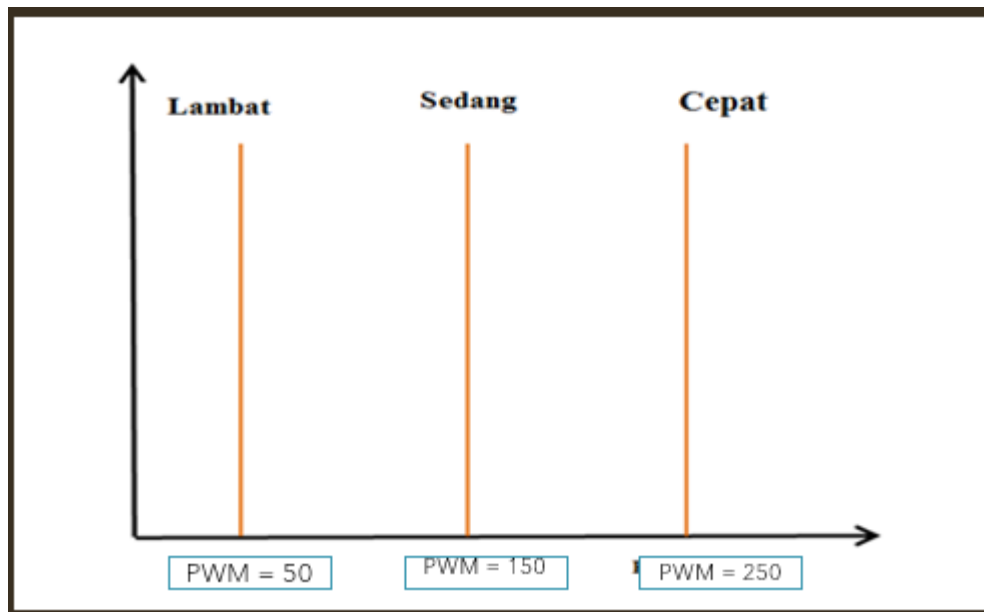 Lambat
Sedang
Cepat
PWM = 50
PWM = 150
PWM = 250